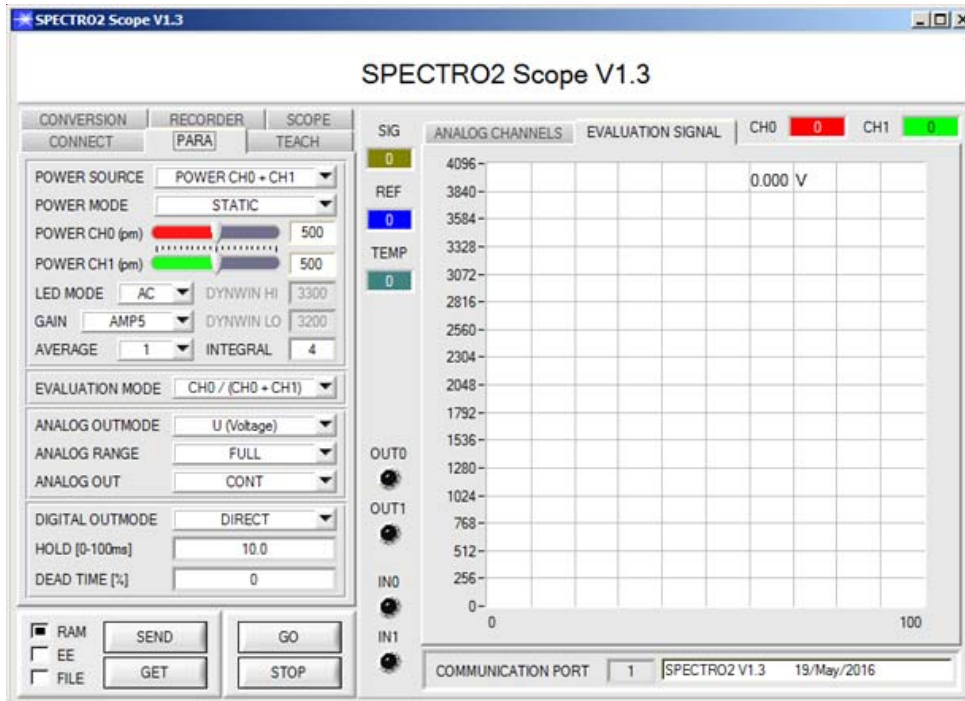 SPECTRO2 Scope V1.3
SPECTRO2 Scope V1.3
CONVERSION RECORDER SCOPE
CONNECT PARA TEACH
POWER SOURCE POWER CH0 + CH1
POWER MODE STATIC
POWER CH0 (pm) 500
POWER CH1 (pm) 500
LED MODE AC DYNWIN HI 3300
GAIN AMP5 DYNWIN LO 3200
AVERAGE 1 INTEGRAL 4
EVALUATION MODE CH0 / (CH0 + CH1)
ANALOG OUTMODE U (Voltage)
ANALOG RANGE FULL
ANALOG OUT CONT
DIGITAL OUTMODE DIRECT
HOLD [0-100ms] 10.0
DEAD TIME [%] 0
RAM
EE
FILE
SEND
GET
GO
STOP
SIG
0
REF
0
TEMP
0
OUT0
OUT1
IN0
IN1
ANALOG CHANNELS EVALUATION SIGNAL CH0 0 CH1 0
0.000 V
4096
3840
3584
3328
3072
2816
2560
2304
2048
1792
1536
1280
1024
768
512
256
0
0 100
COMMUNICATION PORT 1 SPECTRO2 V1.3 19/May/2016